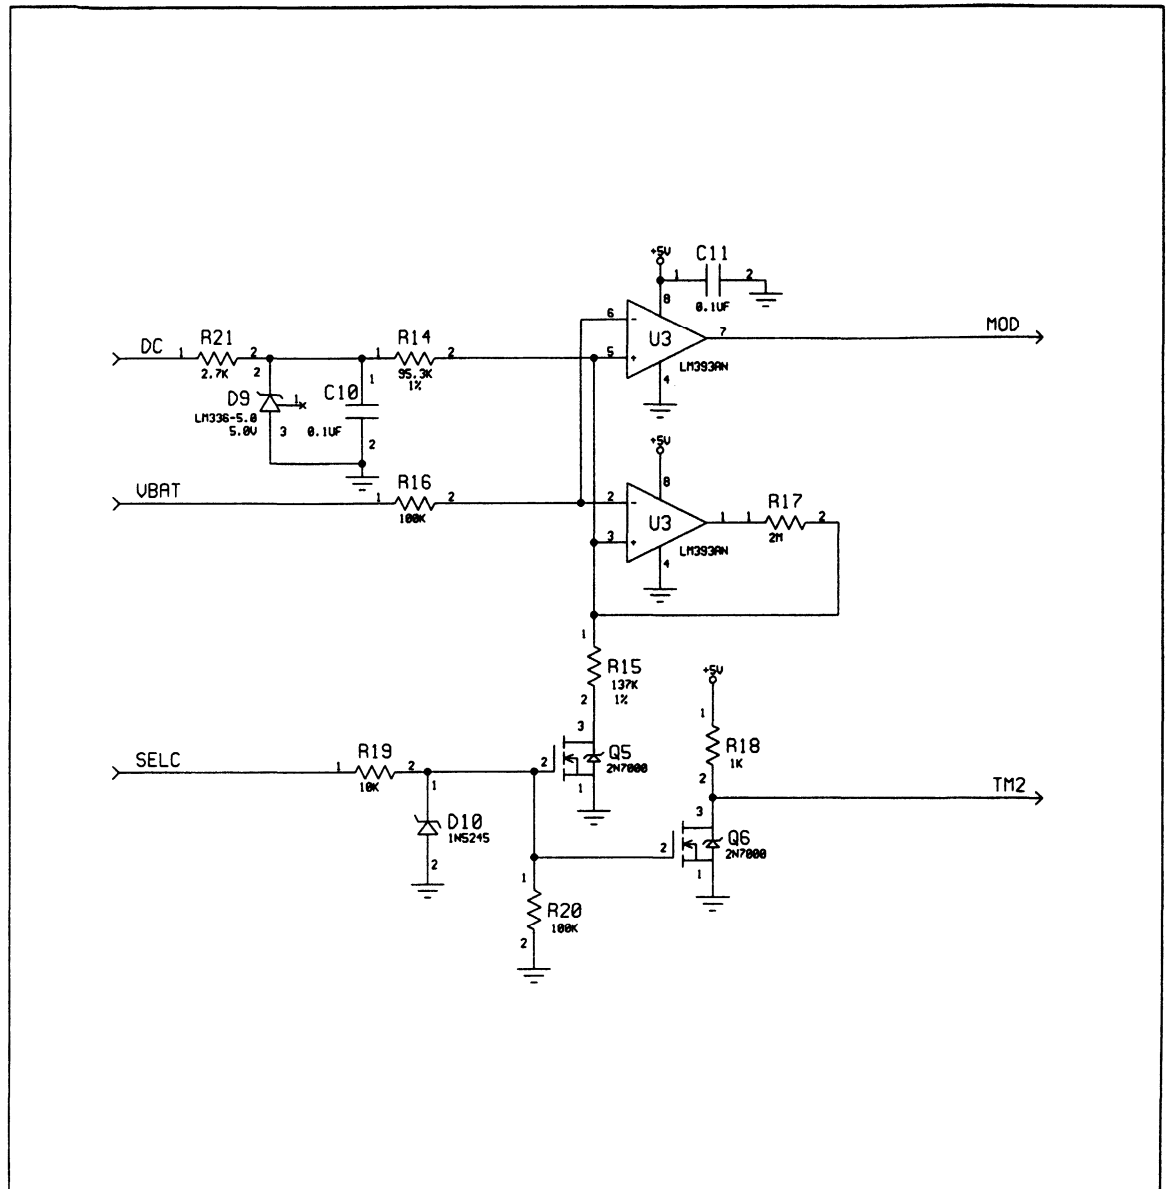 +5V
C11
1
2
8
0.1UF
6
-
U3
7
MOD
5
+
LM393AN
4
DC
1
R21
2
2.7K
1
R14
2
95.3K
1%
2
D9
1
LM336-5.0
5.0V
3
1
C10
0.1UF
2
+5V
8
VBAT
1
R16
2
100K
2
-
U3
1
1
R17
2
2M
3
+
LM393AN
4
1
R15
137K
1%
2
+5V
1
R18
1K
2
TM2
SELC
1
R19
2
10K
3
2
Q5
2N7000
1
1
D10
1N5245
2
3
2
Q6
2N7000
1
1
R20
100K
2